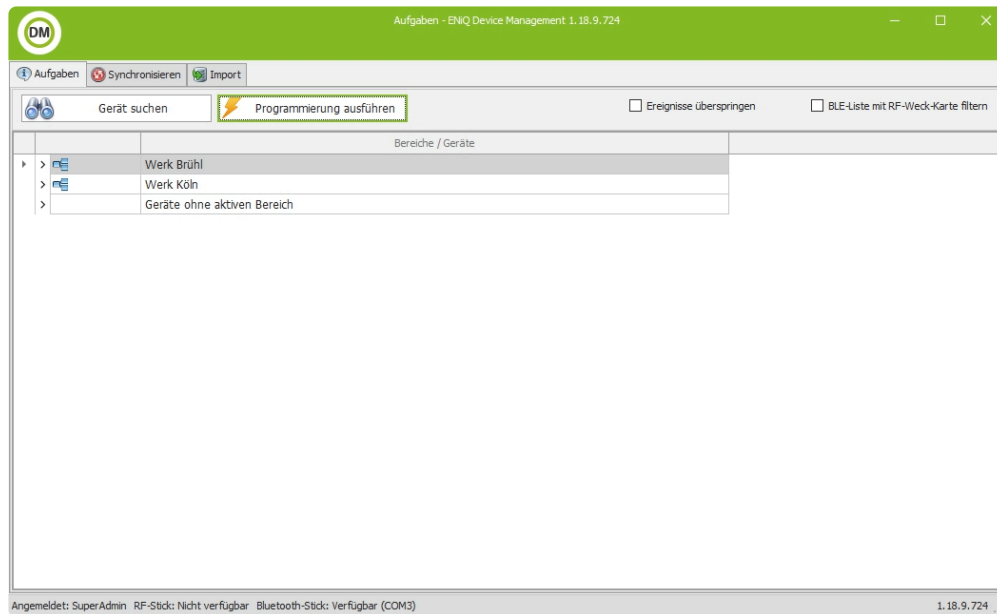 DM
Aufgaben - ENiQ Device Management 1.18.9.724
Aufgaben Synchronisieren Import
Gerät suchen Programmierung ausführen Ereignisse überspringen BLE-Liste mit RF-Weck-Karte filtern
Bereiche / Geräte
Werk Brühl
Werk Köln
Geräte ohne aktiven Bereich
Angemeldet: SuperAdmin RF-Stick: Nicht verfügbar Bluetooth-Stick: Verfügbar (COM3) 1.18.9.724